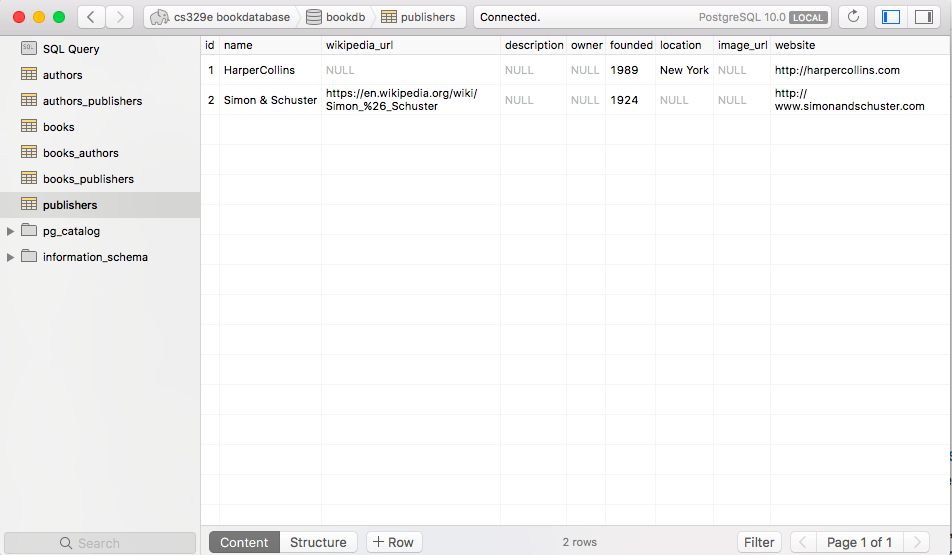 cs329e bookdatabase bookdb publishers Connected. PostgreSQL 10.0 LOCAL
SQL SQL Query
authors
authors_publishers
books
books_authors
books_publishers
publishers
pg_catalog
information_schema
Search
id name wikipedia_url description owner founded location image_url website
1 HarperCollins NULL NULL NULL 1989 New York NULL http://harpercollins.com
2 Simon & Schuster https://en.wikipedia.org/wiki/ NULL NULL 1924 NULL NULL http://
Simon_%26_Schuster www.simonandschuster.com
Content Structure + Row 2 rows Filter Page 1 of 1